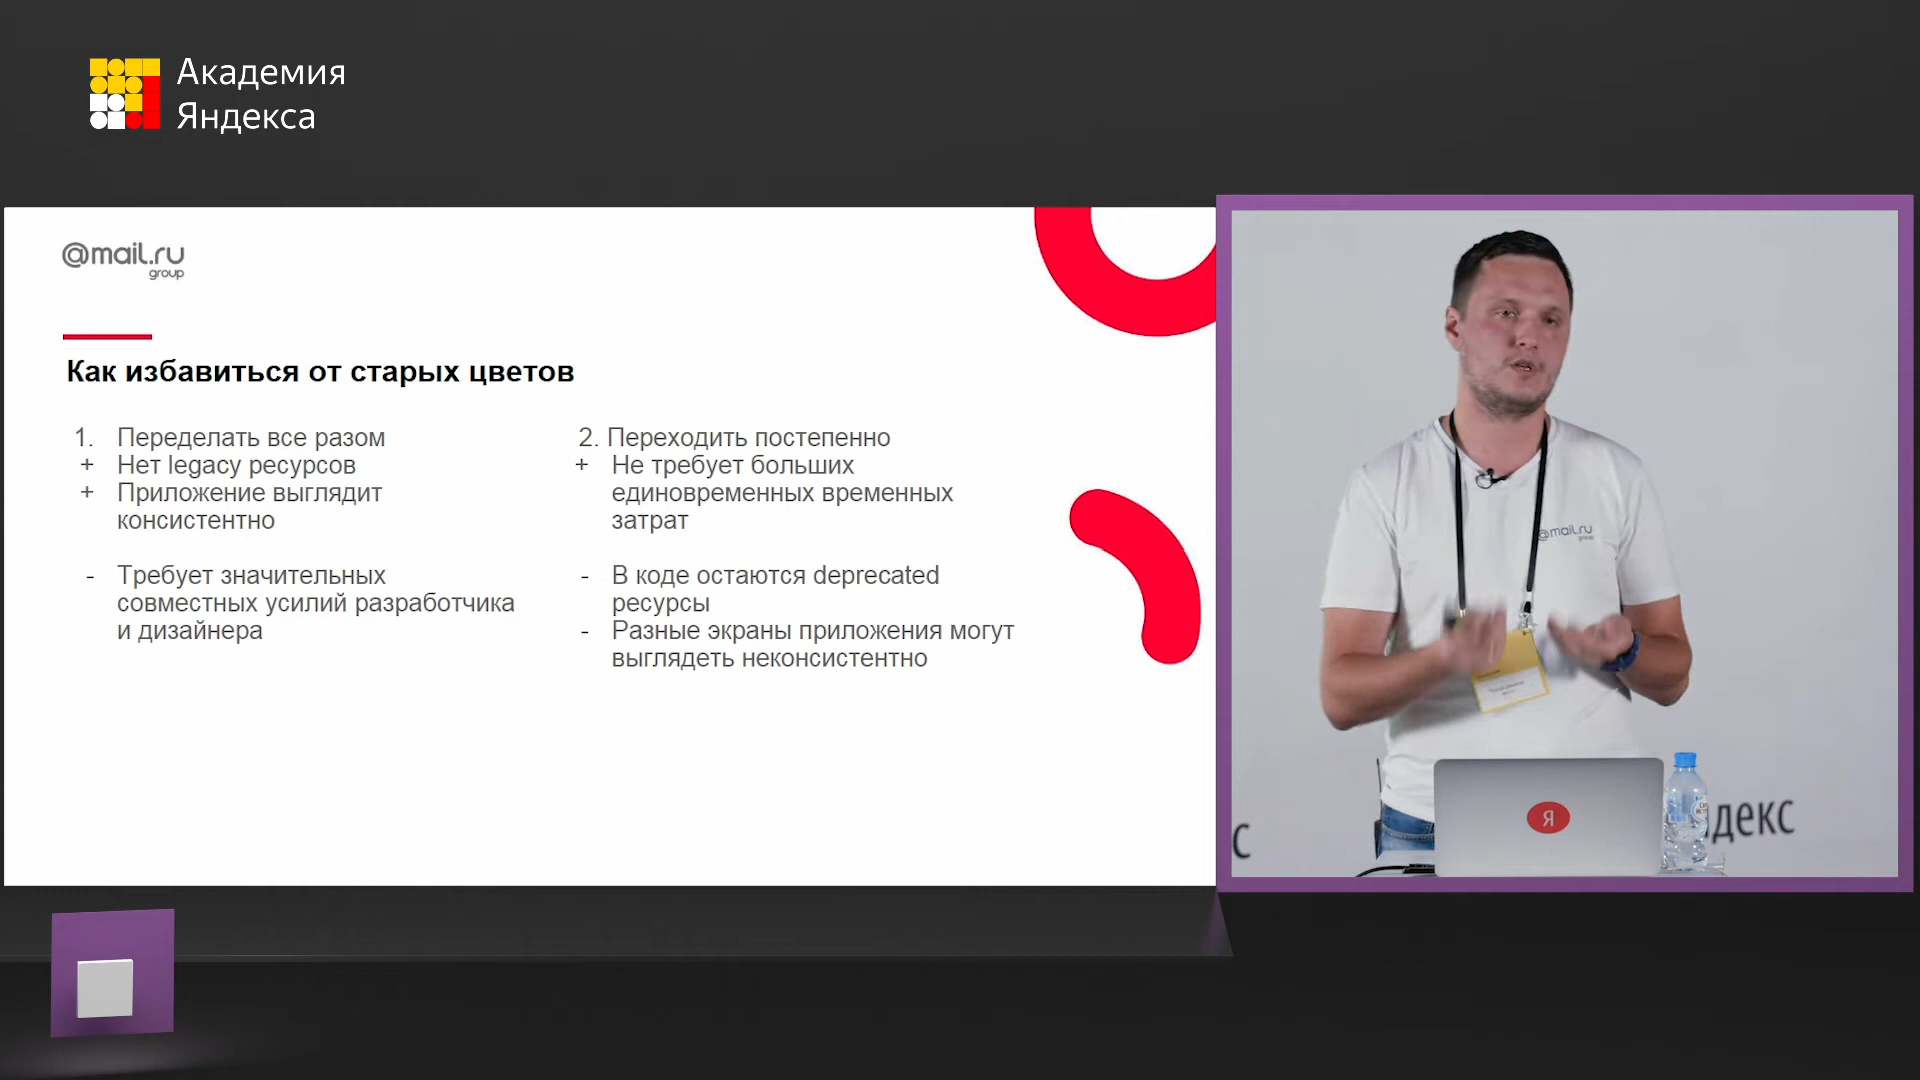 Академия
Яндекса
@mail.ru
group
Как избавиться от старых цветов
1. Переделать все разом
+ Нет legacy ресурсов
+ Приложение выглядит
консистентно
- Требует значительных
совместных усилий разработчика
и дизайнера
2. Переходить постепенно
+ Не требует больших
единовременных временных
затрат
- В коде остаются deprecated
ресурсы
- Разные экраны приложения могут
выглядеть неконсистентно
@mail.ru
group
Я
с
декс